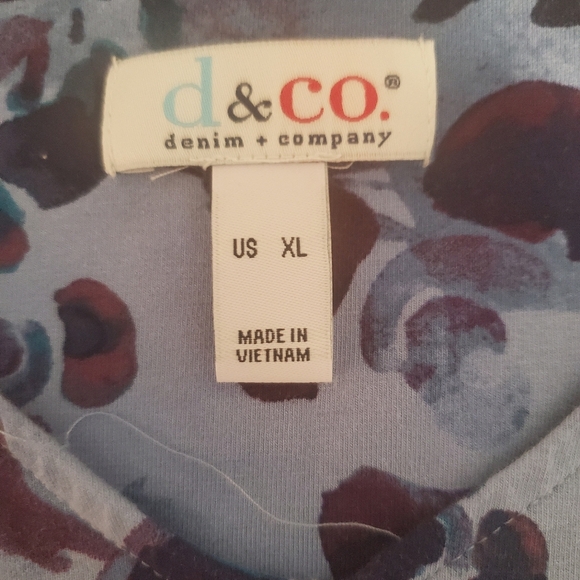 d&co.®
denim + company
US XL
MADE IN
VIETNAM